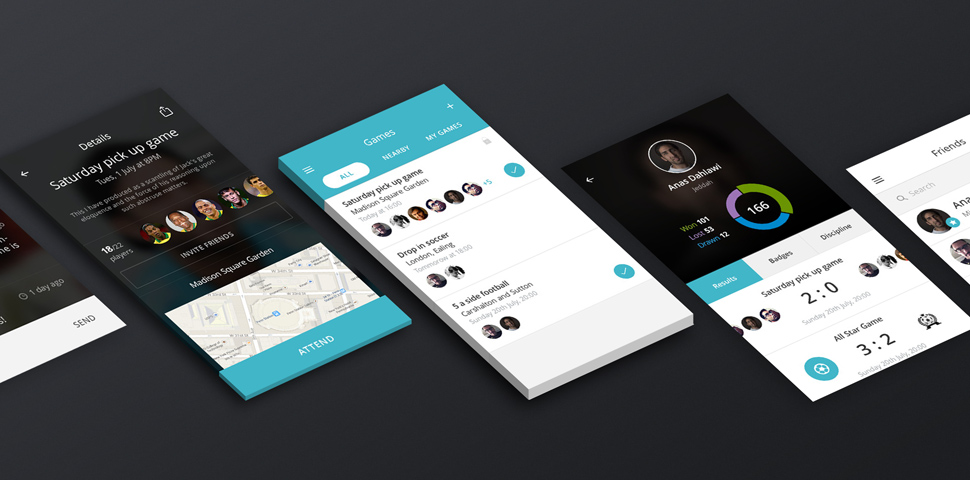 - is
1 day ago
SEND
Details
Saturday pick up game
Tues, 1 July at 8PM
This I have produced as a scantling of Jack's great
eloquence and the force of his reasoning upon
such abstruse matters.
18/22
players
INVITE FRIENDS
Madison Square Garden
ATTEND
Games
+
ALL
NEARBY
MY GAMES
Saturday pick up game
Madison Square Garden
Today at 16:00
+5
Drop in soccer
London, Ealing
Tommorow at 18:00
5 a side football
Carshalton and Sutton
Sunday 20th July, 20:00
Anas Dahlawi
Jeddah
Won 101
Lost 53
Drawn 12
166
Results
Badges
Discipline
Saturday pick up game
2:0
Sunday 20th July, 20:00
All Star Game
3:2
Sunday 20th July, 20:00
Friends
Search
Ana